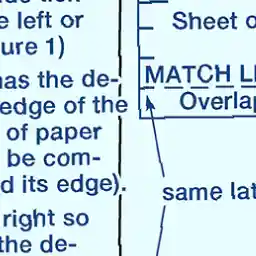 e left or
ure 1)
has the de-
edge of the
of paper
be com-
d its edge).
right so
the de-
Sheet o
MATCH LI
Overlap
same lat